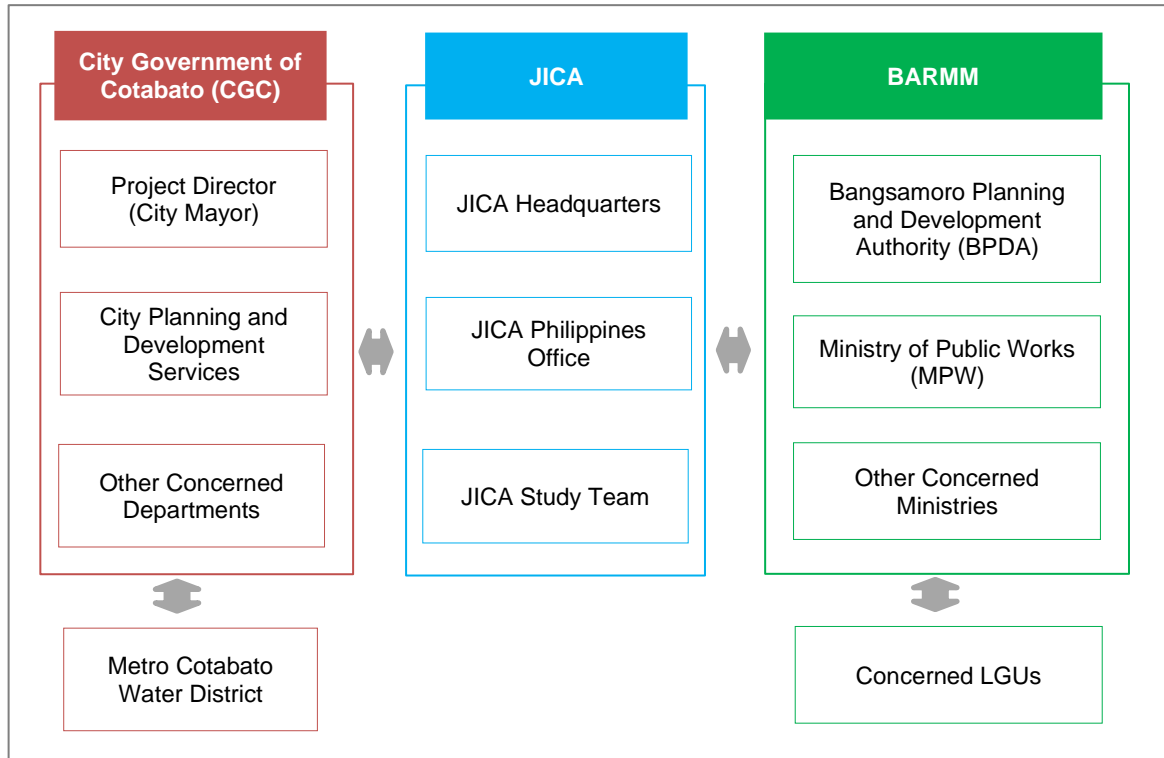 City Government of
Cotabato (CGC)
Project Director
(City Mayor)
City Planning and
Development
Services
Other Concerned
Departments
Metro Cotabato
Water District
JICA
JICA Headquarters
JICA Philippines
Office
JICA Study Team
BARMM
Bangsamoro Planning
and Development
Authority (BPDA)
Ministry of Public Works
(MPW)
Other Concerned
Ministries
Concerned LGUs